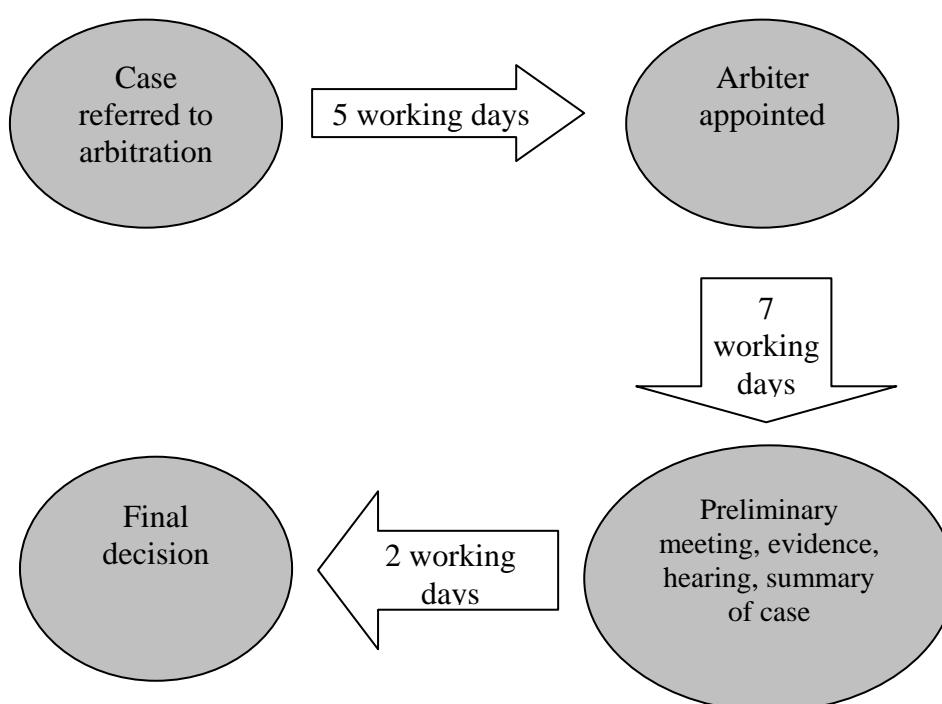 Case
referred to
arbitration
5 working days
Arbiter
appointed
7
working
days
Preliminary
meeting, evidence,
hearing, summary
of case
2 working
days
Final
decision